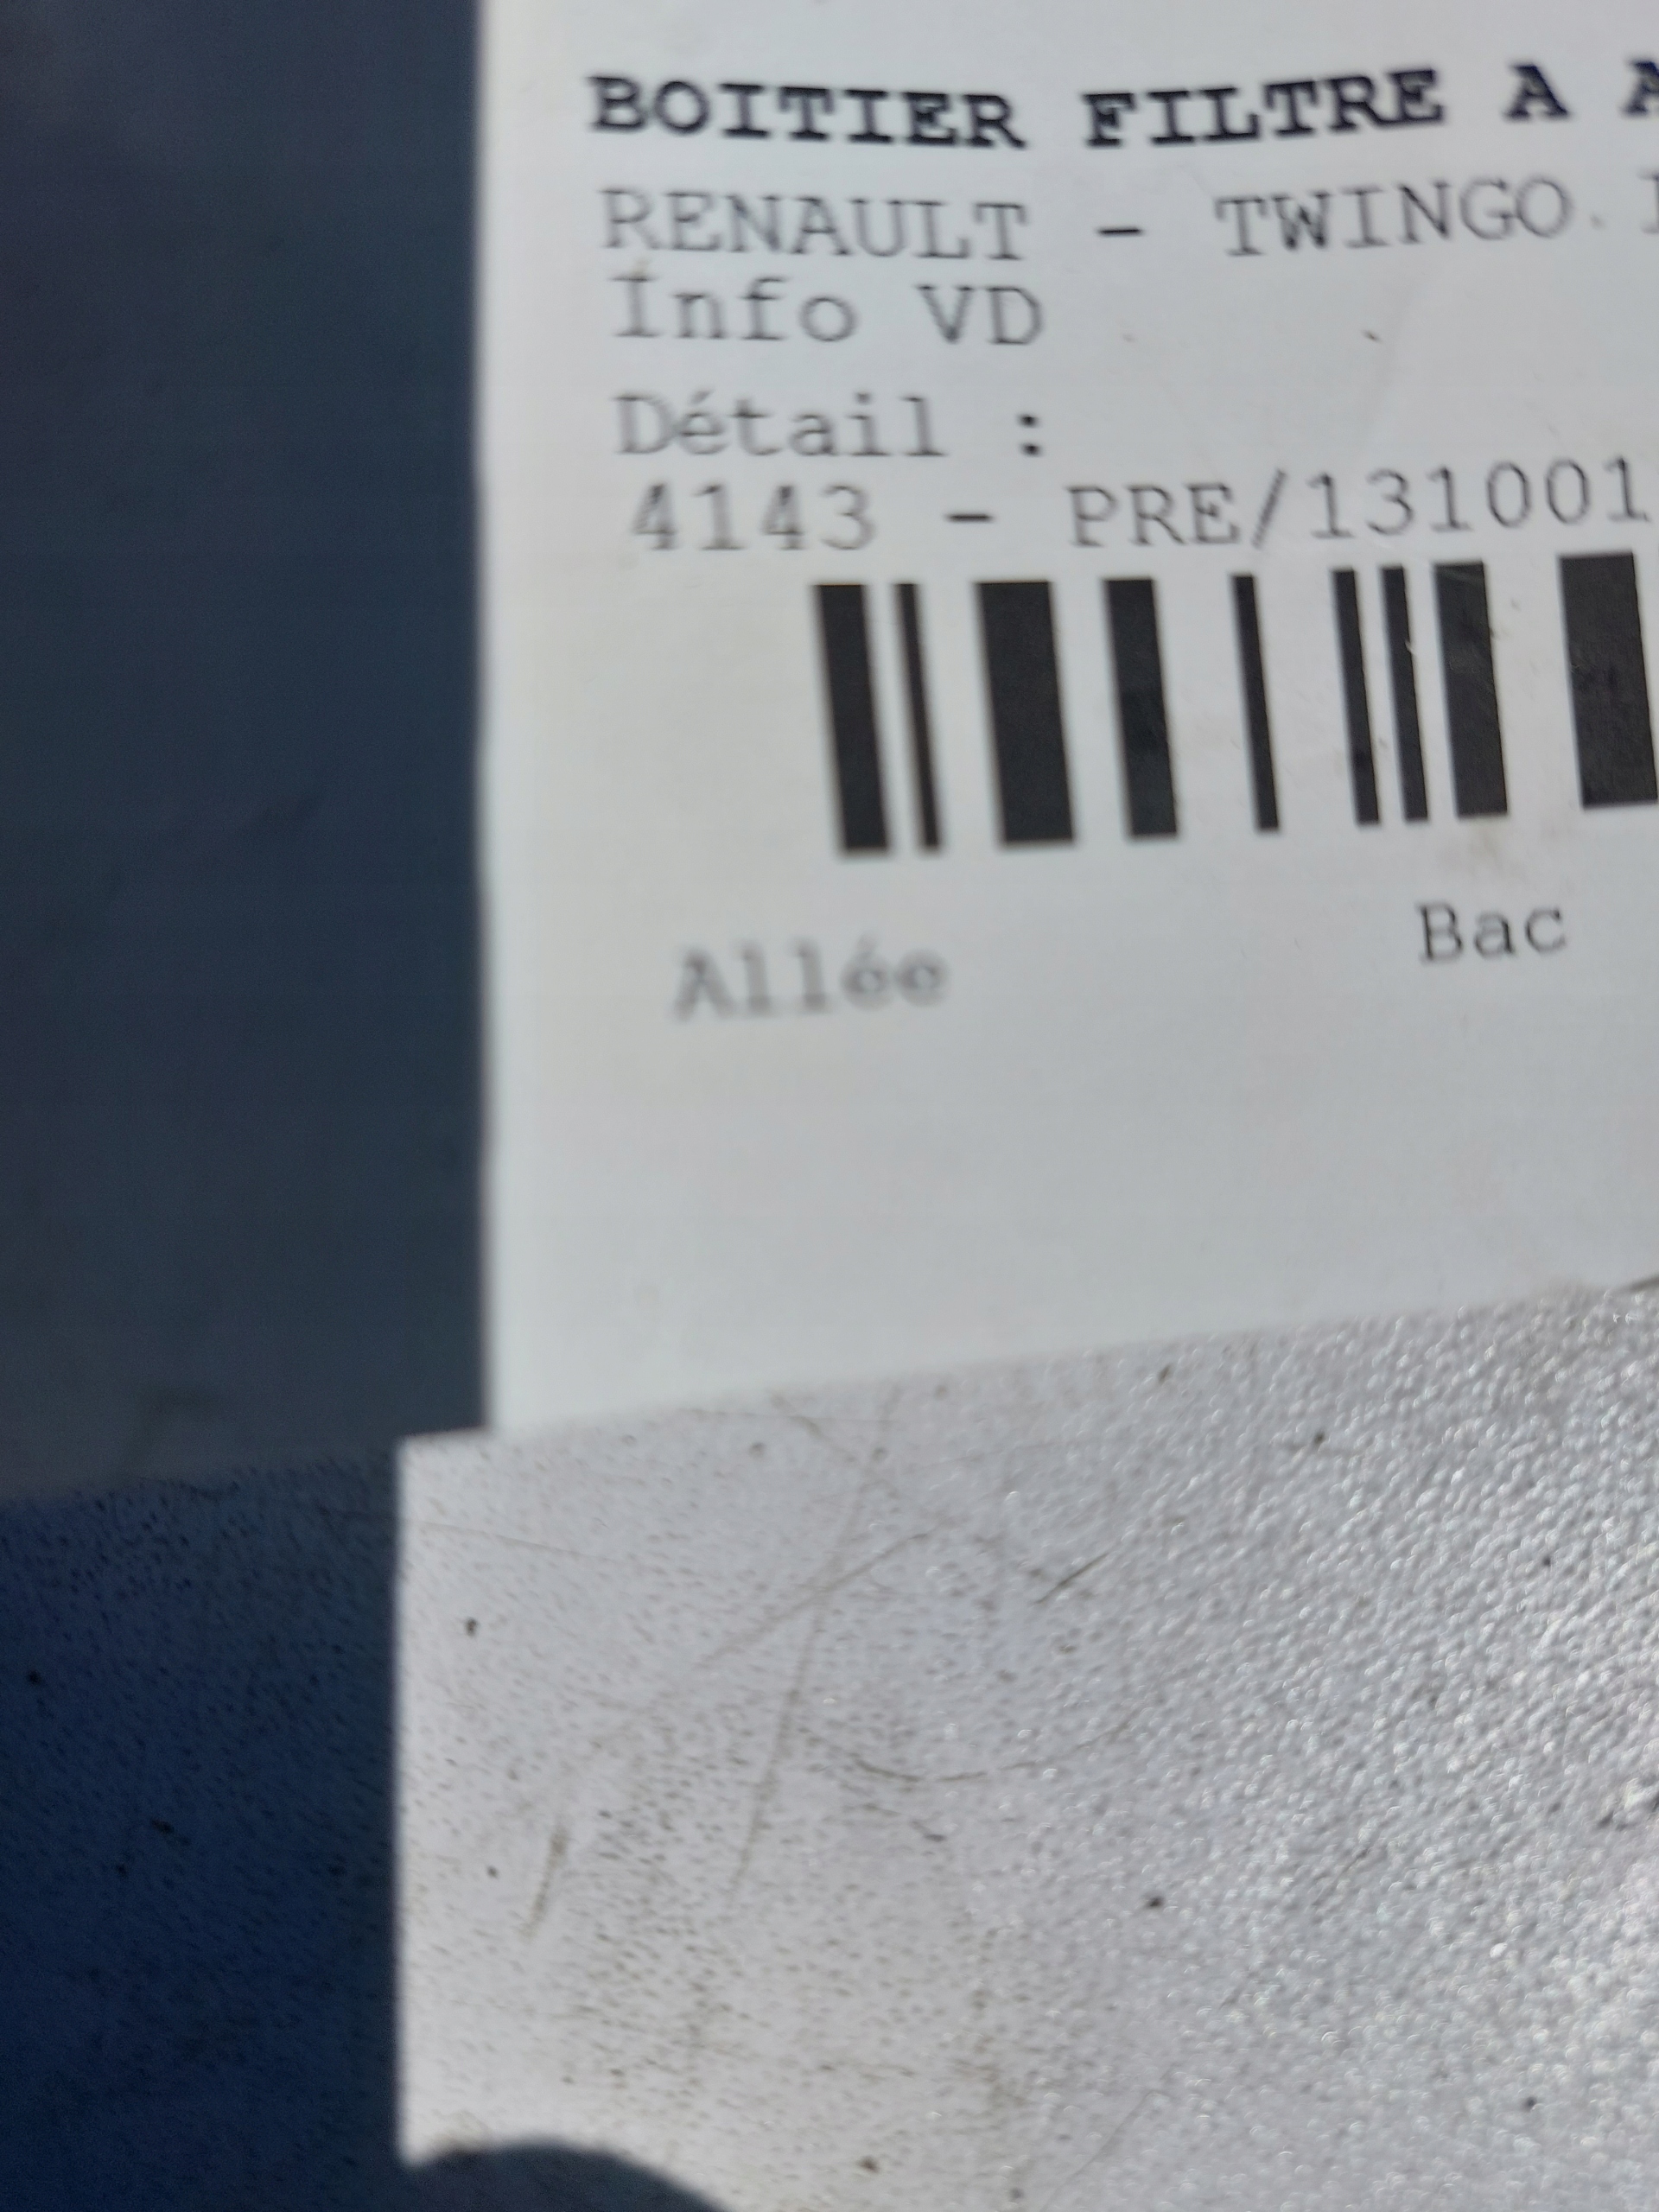 BOITIER FILTRE A A
RENAULT - TWINGO
Info VD
Détail :
4143 - PRE/131001
Allée
Bac